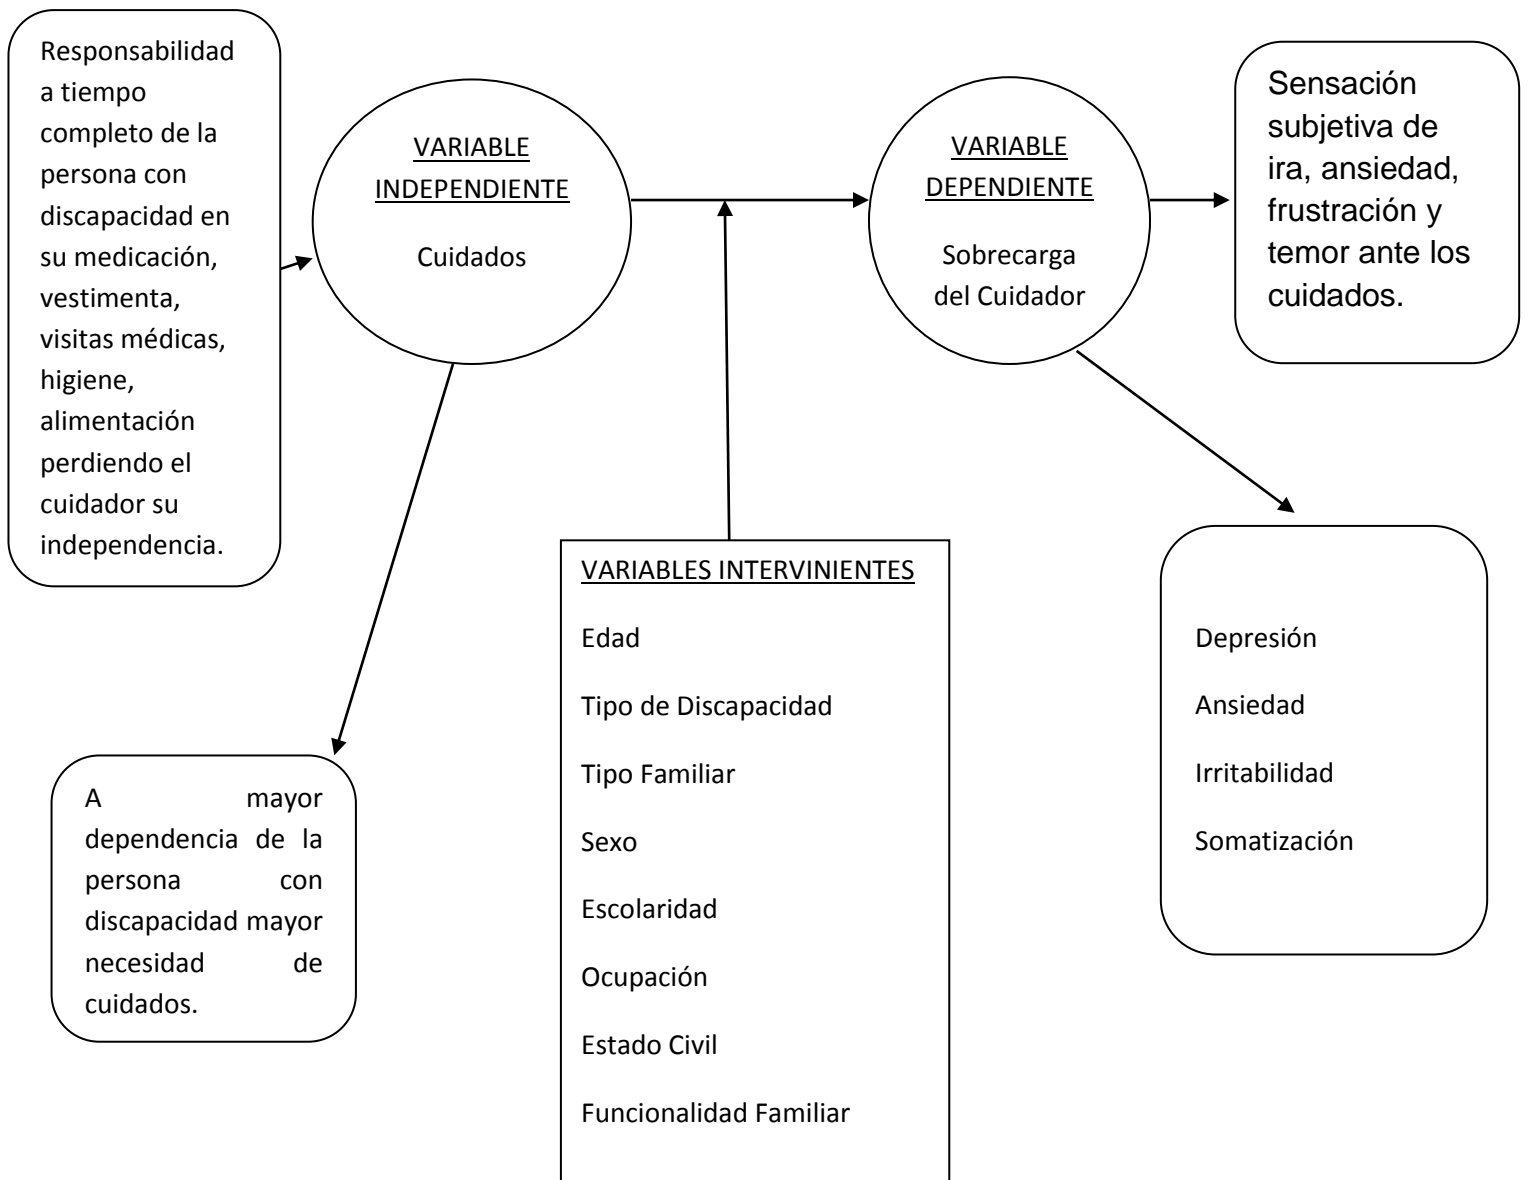 Responsabilidad
a tiempo
completo de la
persona con
discapacidad en
su medicación,
vestimenta,
visitas médicas,
higiene,
alimentación
perdiendo el
cuidador su
independencia.
VARIABLE
INDEPENDIENTE
Cuidados
VARIABLE
DEPENDIENTE
Sobrecarga
del Cuidador
Sensación
subjetiva de
ira, ansiedad,
frustración y
temor ante los
cuidados.
A mayor
dependencia de la
persona con
discapacidad mayor
necesidad de
cuidados.
VARIABLES INTERVINIENTES
Edad
Tipo de Discapacidad
Tipo Familiar
Sexo
Escolaridad
Ocupación
Estado Civil
Funcionalidad Familiar
Depresión
Ansiedad
Irritabilidad
Somatización